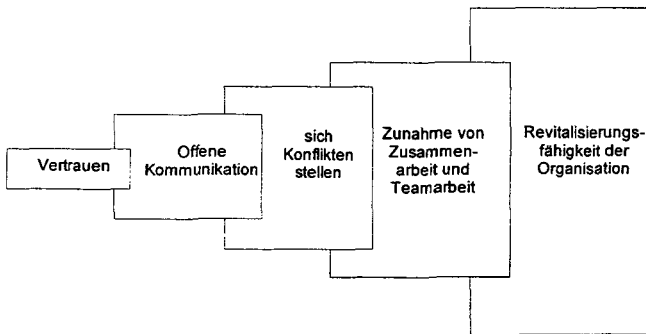 Vertrauen
Offene
Kommunikation
sich
Konflikten
stellen
Zunahme von
Zusammen-
arbeit und
Teamarbeit
Revitalisierungs-
fähigkeit der
Organisation